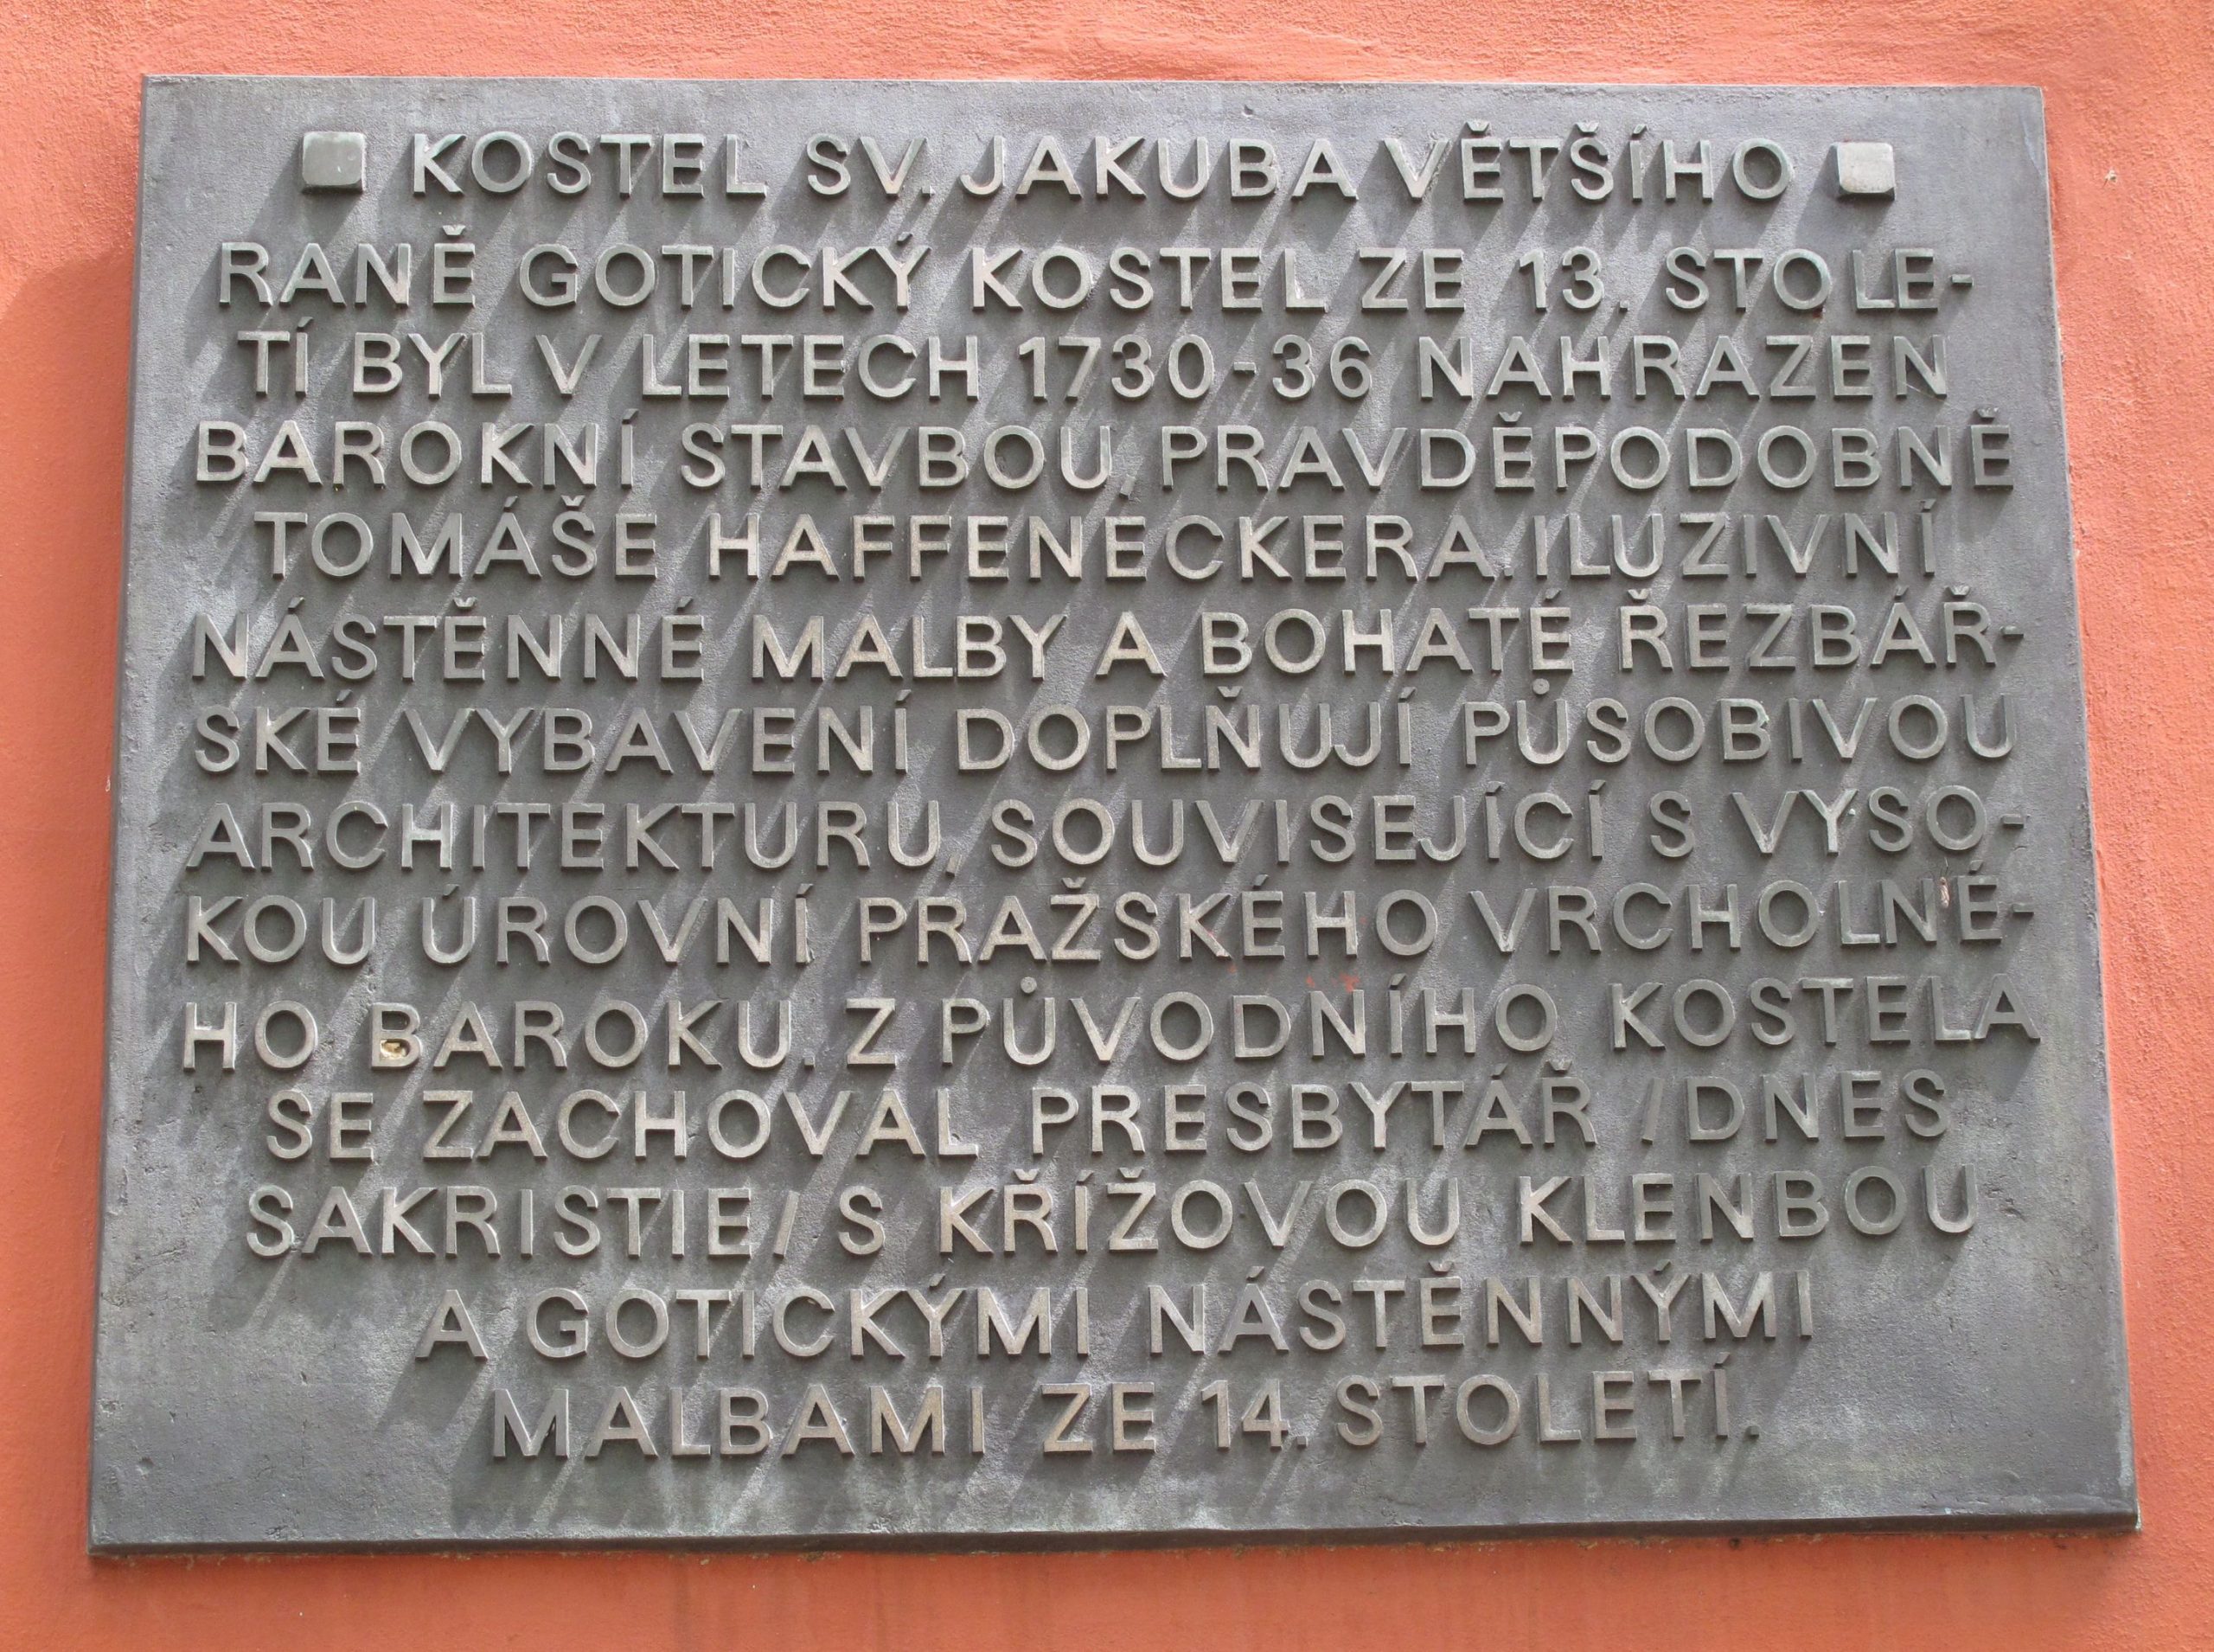 KOSTEL SV. JAKUBA VĚTŠÍHO
RANĚ GOTICKÝ KOSTEL ZE 13. STOLE-
TÍ BYL V LETECH 1730-36 NAHRAZEN
BAROKNÍ STAVBOU, PRAVDĚPODOBNĚ
TOMÁŠE HAFFENECKERA. ILUZIVNÍ
NÁSTĚNNÉ MALBY A BOHATÉ ŘEZBÁŘ-
SKÉ VYBAVENÍ DOPLŇUJÍ PŮSOBIVOU
ARCHITEKTURU, SOUVISEJÍCÍ S VYSO-
KOU ÚROVNÍ PRAŽSKÉHO VRCHOLNÉ-
HO BAROKU. Z PŮVODNÍHO KOSTELA
SE ZACHOVAL PRESBYTÁŘ /DNES
SAKRISTIE/ S KŘÍŽOVOU KLENBOU
A GOTICKÝMI NÁSTĚNNÝMI
MALBAMI ZE 14. STOLETÍ.